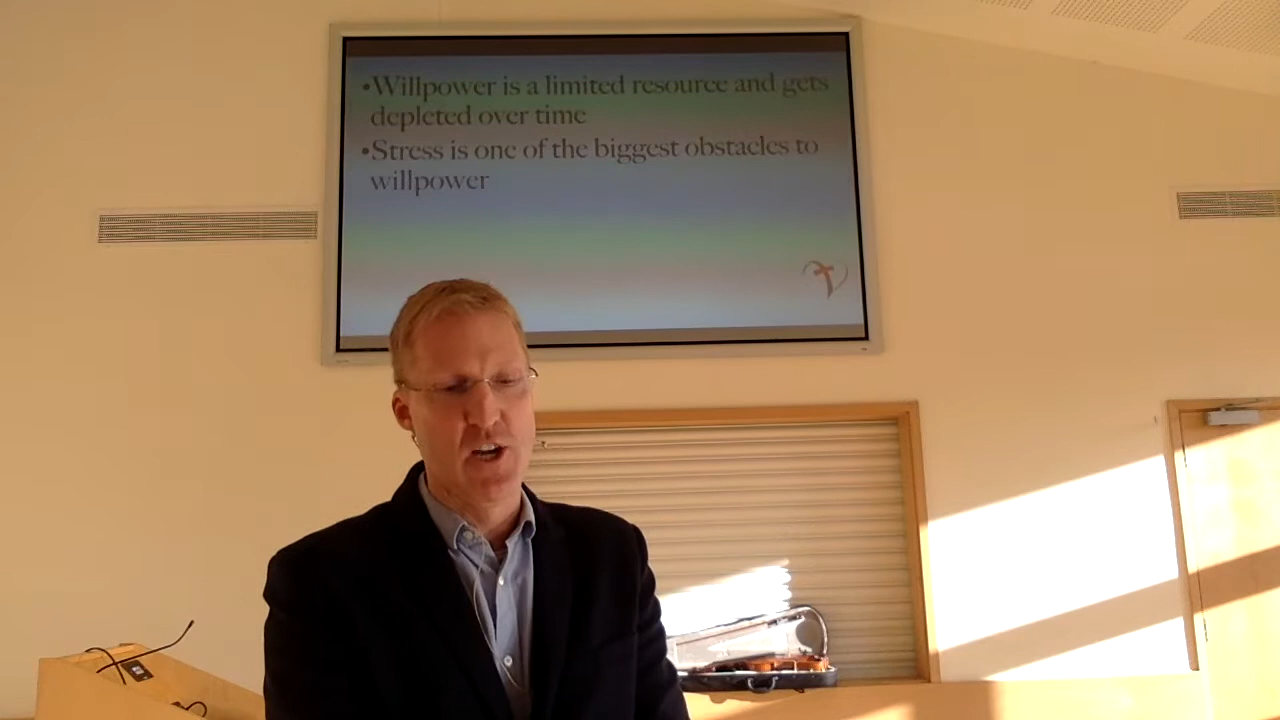 •Willpower is a limited resource and gets
depleted over time
•Stress is one of the biggest obstacles to
willpower